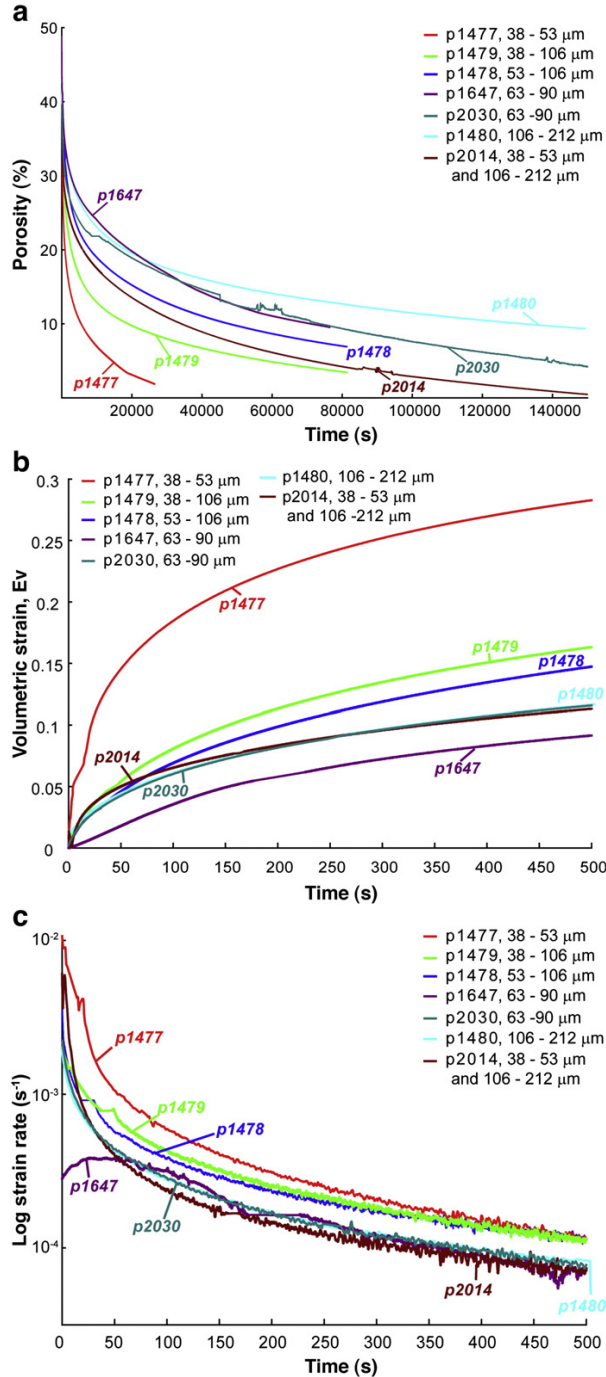 a
50
40
30
20
10
Porosity (%)
p1477, 38 - 53 μm
p1479, 38 - 106 μm
p1478, 53 - 106 μm
p1647, 63 - 90 μm
p2030, 63 -90 μm
p1480, 106 - 212 μm
p2014, 38 - 53 μm
and 106 - 212 μm
p1647
p1480
p1478
p2030
p1479
p1477
p2014
20000 40000 60000 80000 100000 120000 140000
Time (s)
b
0.3
0.25
0.2
0.15
0.1
0.05
0
Volumetric strain, Ev
p1477, 38 - 53 μm
p1479, 38 - 106 μm
p1478, 53 - 106 μm
p1647, 63 - 90 μm
p2030, 63 -90 μm
p1480, 106 - 212 μm
p2014, 38 - 53 μm
and 106 -212 μm
p1477
p1479
p1478
p1480
p2014
p2030
p1647
0 50 100 150 200 250 300 350 400 450 500
Time (s)
c
10-2
10-3
10-4
Log strain rate (s-1)
p1477, 38 - 53 μm
p1479, 38 - 106 μm
p1478, 53 - 106 μm
p1647, 63 - 90 μm
p2030, 63 -90 μm
p1480, 106 - 212 μm
p2014, 38 - 53 μm
and 106 - 212 μm
p1477
p1479
p1478
p1647
p2030
p2014
p1480
0 50 100 150 200 250 300 350 400 450 500
Time (s)